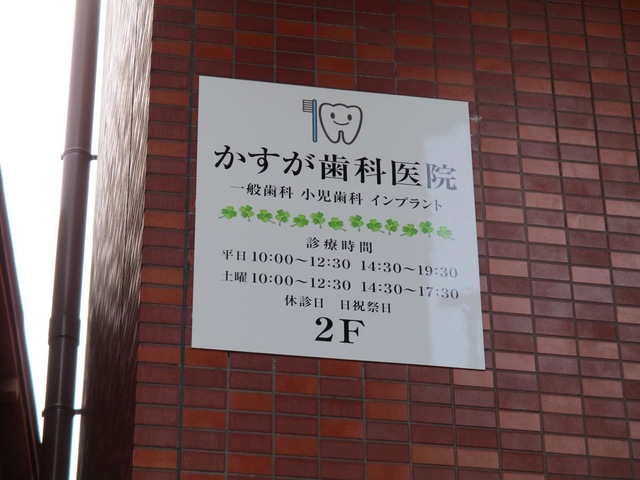 かすが歯科医院
一般歯科 小児歯科 インプラント
診療時間
平日 10:00〜12:30 14:30〜19:30
土曜 10:00〜12:30 14:30〜17:30
休診日 日祝祭日
2F